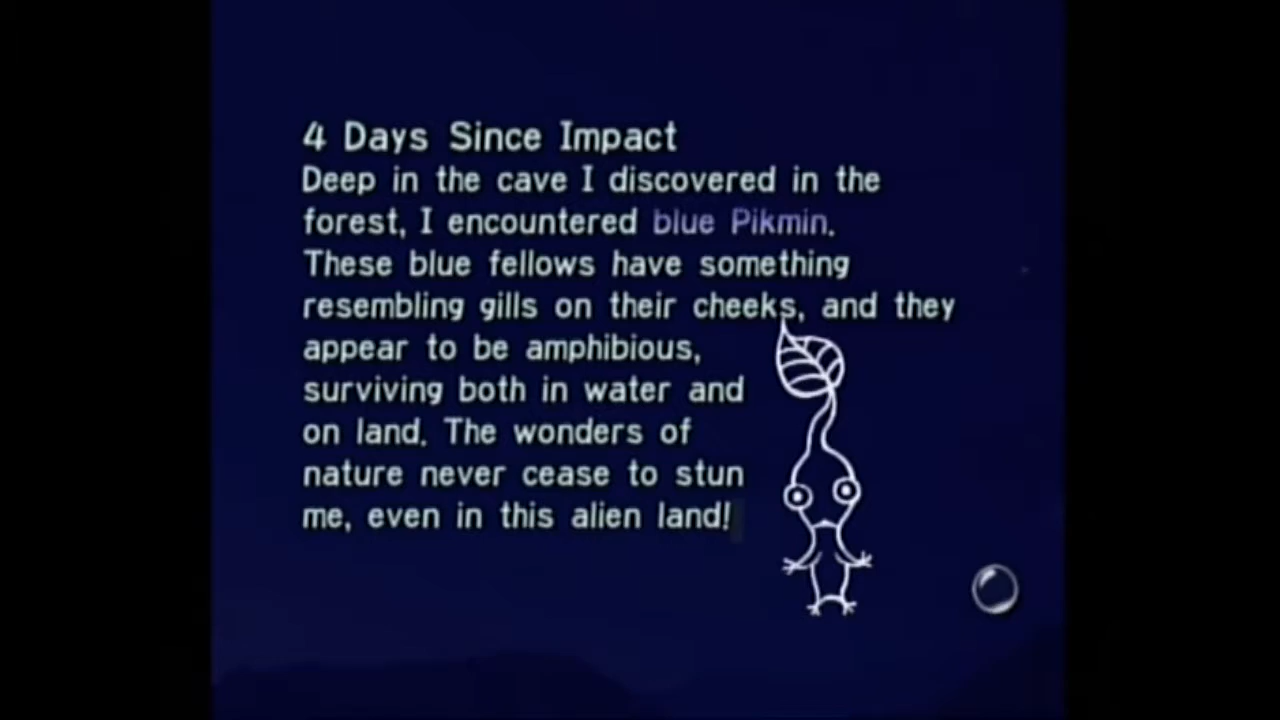 4 Days Since Impact
Deep in the cave I discovered in the
forest, I encountered blue Pikmin.
These blue fellows have something
resembling gills on their cheeks, and they
appear to be amphibious,
surviving both in water and
on land. The wonders of
nature never cease to stun
me, even in this alien land!